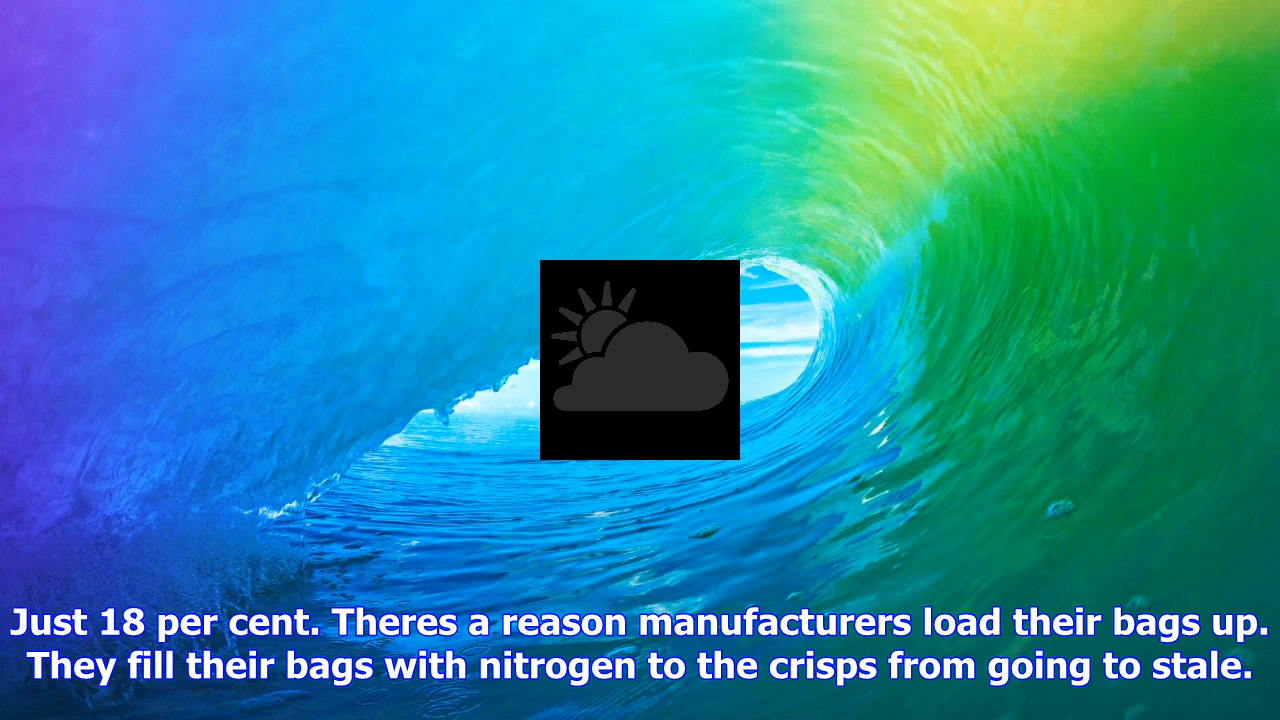 Just 18 per cent. Theres a reason manufacturers load their bags up.
They fill their bags with nitrogen to the crisps from going to stale.